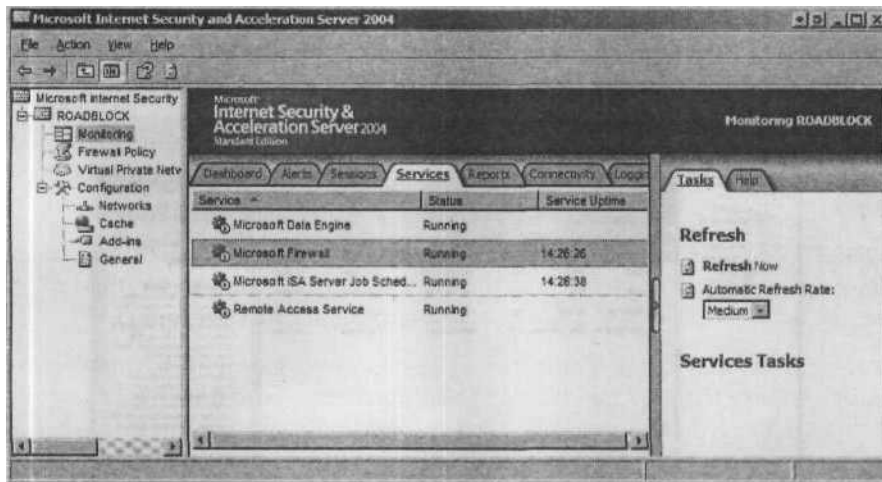 Microsoft Internet Security and Acceleration Server 2004
File Action View Help
Microsoft Internet Security
ROADBLOCK
Monitoring
Firewall Policy
Virtual Private Netw
Configuration
Networks
Cache
Add-ins
General
Microsoft
Internet Security &
Acceleration Server 2004
Standard Edition
Monitoring ROADBLOCK
Dashboard Alerts Sessions Services Reports Connectivity Loggin
Service Status Service Uptime
Microsoft Data Engine Running
Microsoft Firewall Running 14:26:26
Microsoft ISA Server Job Sched... Running 14:26:38
Remote Access Service Running
Tasks Help
Refresh
Refresh Now
Automatic Refresh Rate:
Medium
Services Tasks